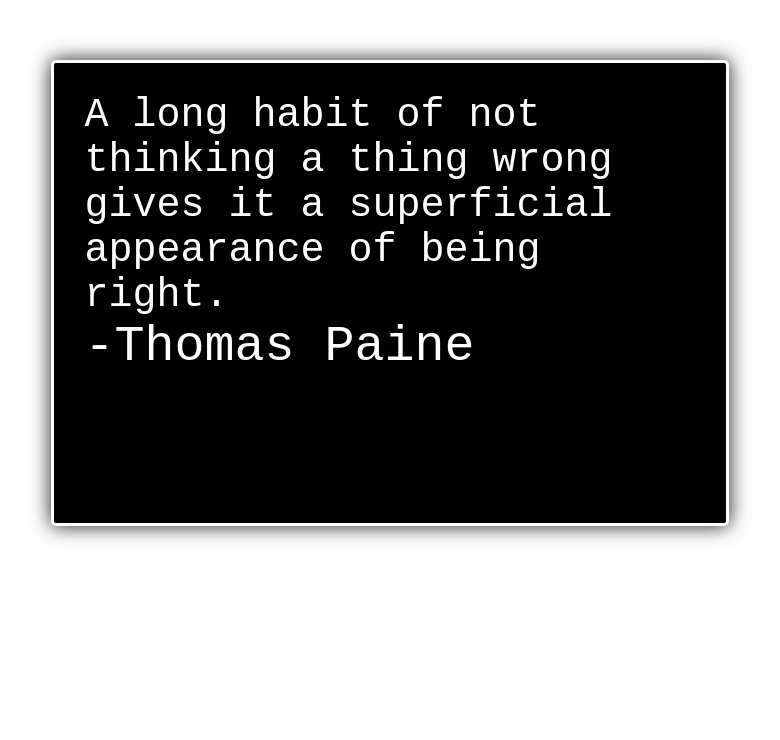 A long habit of not
thinking a thing wrong
gives it a superficial
appearance of being
right.
-Thomas Paine